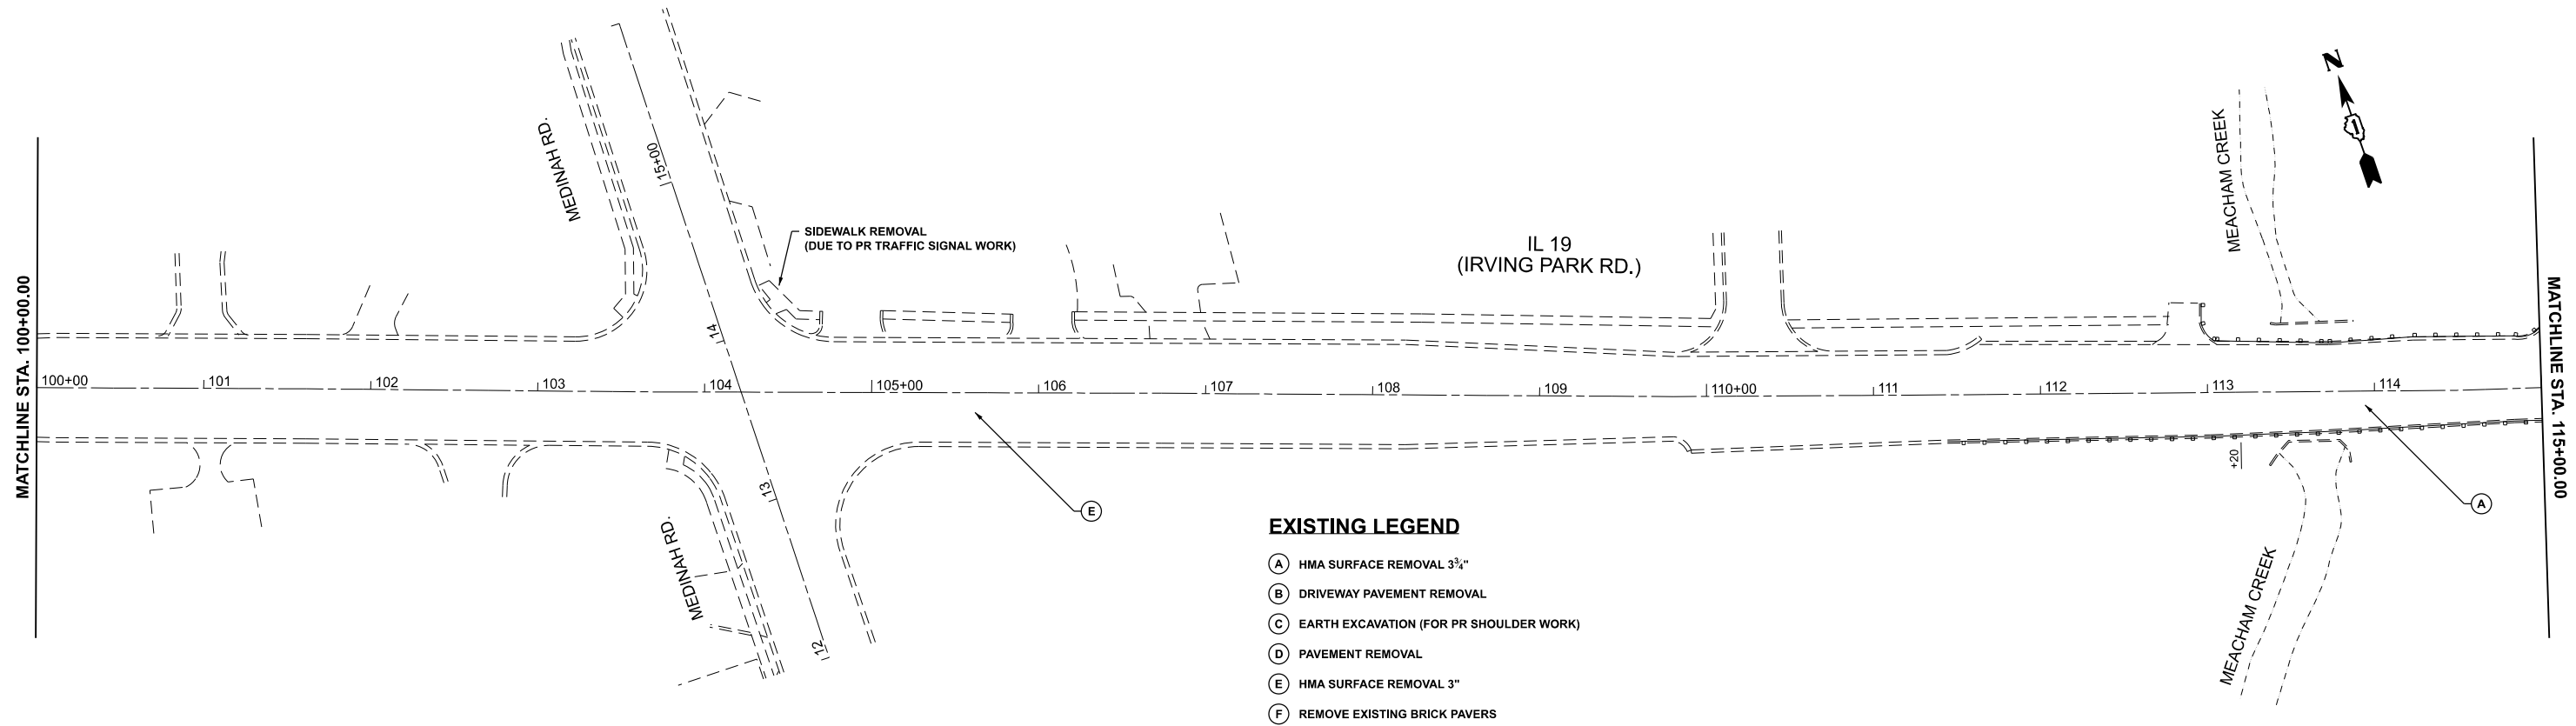 MATCHLINE STA. 100+00.00
MEDINAH RD.
15+00
14
13
12
SIDEWALK REMOVAL
(DUE TO PR TRAFFIC SIGNAL WORK)
IL 19
(IRVING PARK RD.)
MEACHAM CREEK
N
1
MATCHLINE STA. 115+00.00
100+00
101
102
103
104
105+00
106
107
108
109
110+00
111
112
113
114
+20
E
A
MEDINAH RD.
MEACHAM CREEK
EXISTING LEGEND
A HMA SURFACE REMOVAL 3¾"
B DRIVEWAY PAVEMENT REMOVAL
C EARTH EXCAVATION (FOR PR SHOULDER WORK)
D PAVEMENT REMOVAL
E HMA SURFACE REMOVAL 3"
F REMOVE EXISTING BRICK PAVERS